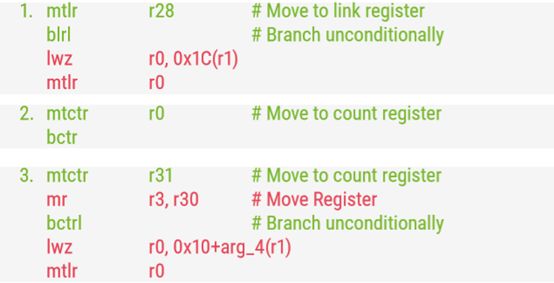 1. mtlr r28 # Move to link register
blrl # Branch unconditionally
lwz r0, 0x1C(r1)
mtlr r0
2. mtctr r0 # Move to count register
bctr
3. mtctr r31 # Move to count register
mr r3, r30 # Move Register
bctrl # Branch unconditionally
lwz r0, 0x10+arg_4(r1)
mtlr r0